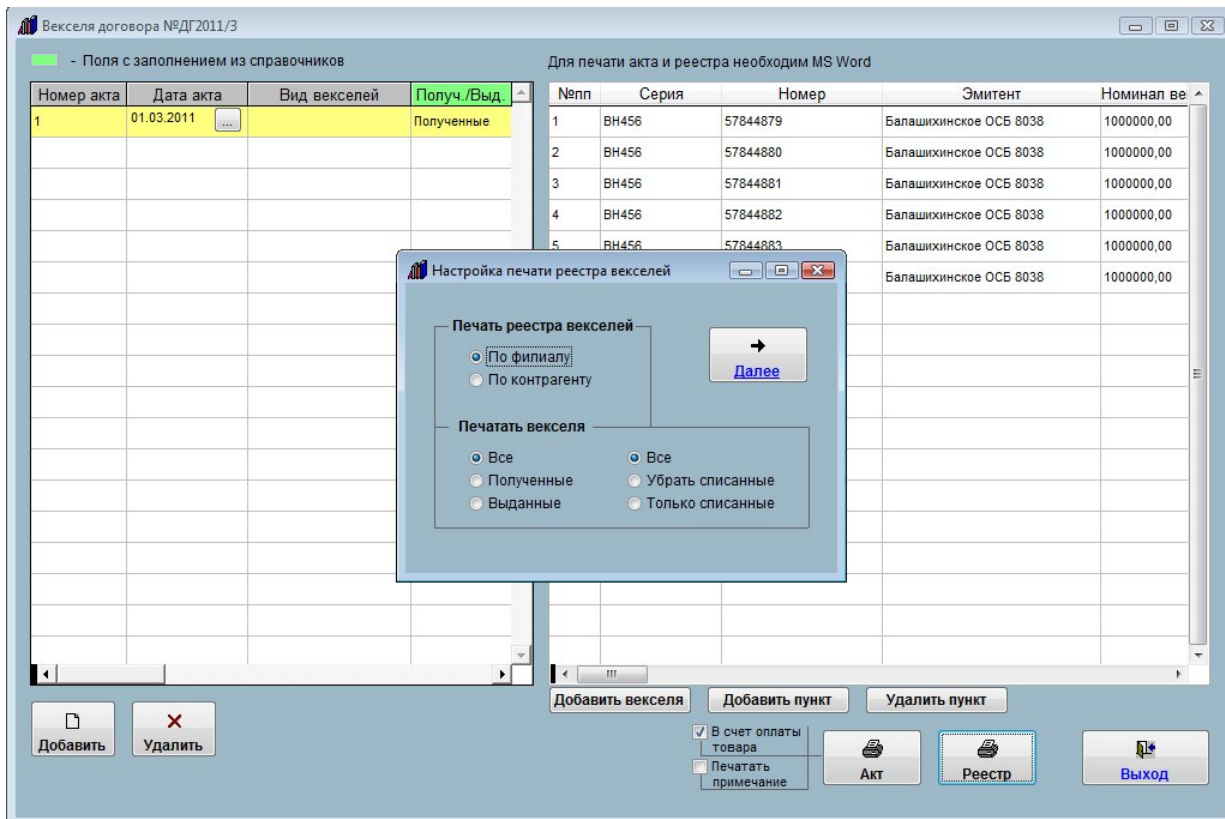 Векселя договора №ДГ2011/3
- Поля с заполнением из справочников
Для печати акта и реестра необходим MS Word
Номер акта Дата акта Вид векселей Получ./Выд.
1 01.03.2011 ... Полученные
№пп Серия Номер Эмитент Номинал ве
1 ВН456 57844879 Балашихинское ОСБ 8038 1000000,00
2 ВН456 57844880 Балашихинское ОСБ 8038 1000000,00
3 ВН456 57844881 Балашихинское ОСБ 8038 1000000,00
4 ВН456 57844882 Балашихинское ОСБ 8038 1000000,00
5 ВН456 57844883
Балашихинское ОСБ 8038 1000000,00
Настройка печати реестра векселей
Печать реестра векселей
По филиалу
По контрагенту
Далее
Печатать векселя
Все Все
Полученные Убрать списанные
Выданные Только списанные
Добавить векселя Добавить пункт Удалить пункт
Добавить Удалить
В счет оплаты
товара
Печатать
примечание
Акт Реестр Выход